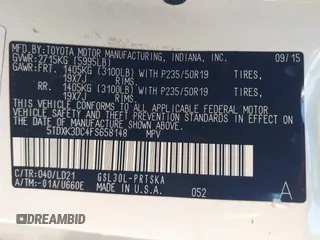 MFD. BY: TOYOTA MOTOR MANUFACTURING, INDIANA, INC. 09/15
GVWR: 2715KG (5995LB)
GAWR: FRT. 1405KG (3100LB) WITH P235/50R19 TIRES,
19X7J RIMS,
RR. 1405KG (3100LB) WITH P235/50R19 TIRES,
19X7J RIMS,
THIS VEHICLE CONFORMS TO ALL APPLICABLE FEDERAL MOTOR
VEHICLE SAFETY AND THEFT PREVENTION STANDARDS IN EFFECT
ON THE DATE OF MANUFACTURE SHOWN ABOVE.
5TDXK3DC4FS658148 MPV
C/TR: 040/LD21 GSL30L-PRTSKA
A/TM: -01A/U660E MADE IN U.S.A. 052 A